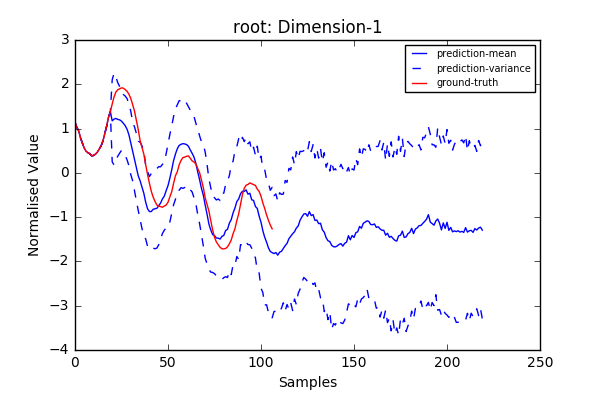 root: Dimension-1
3
2
1
0
−1
−2
−3
−4
Normalised Value
prediction-mean
prediction-variance
ground-truth
0 50 100 150 200 250
Samples